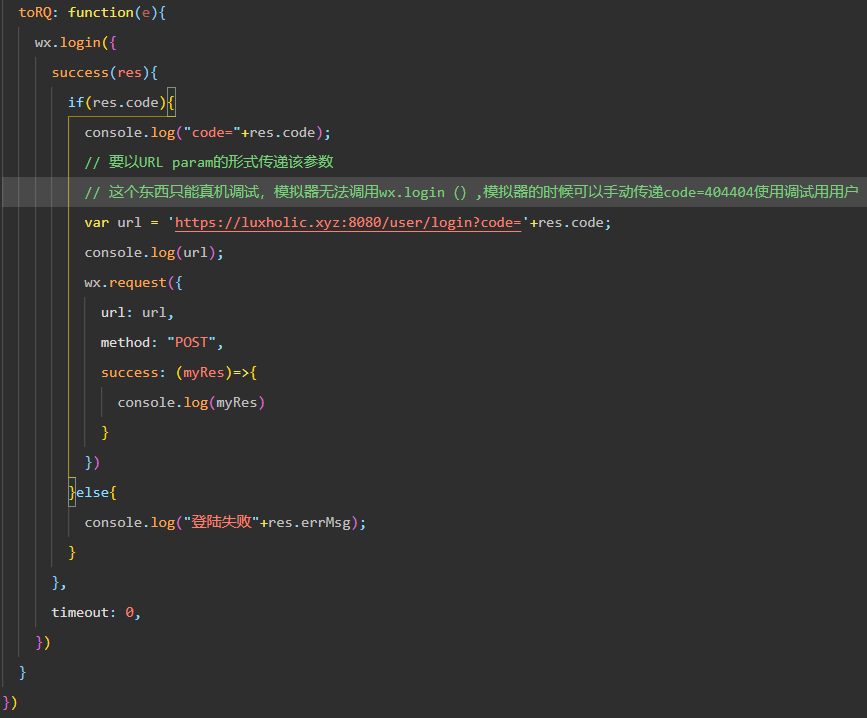 toRQ: function(e){
wx.login({
success(res){
if(res.code){
console.log("code="+res.code);
// 要以URL param的形式传递该参数
// 这个东西只能真机调试，模拟器无法调用wx.login（）,模拟器的时候可以手动传递code=404404使用调试用用户
var url = 'https://luxholic.xyz:8080/user/login?code='+res.code;
console.log(url);
wx.request({
url: url,
method: "POST",
success: (myRes)=>{
console.log(myRes)
}
})
}else{
console.log("登陆失败"+res.errMsg);
}
},
timeout: 0,
})
}
})